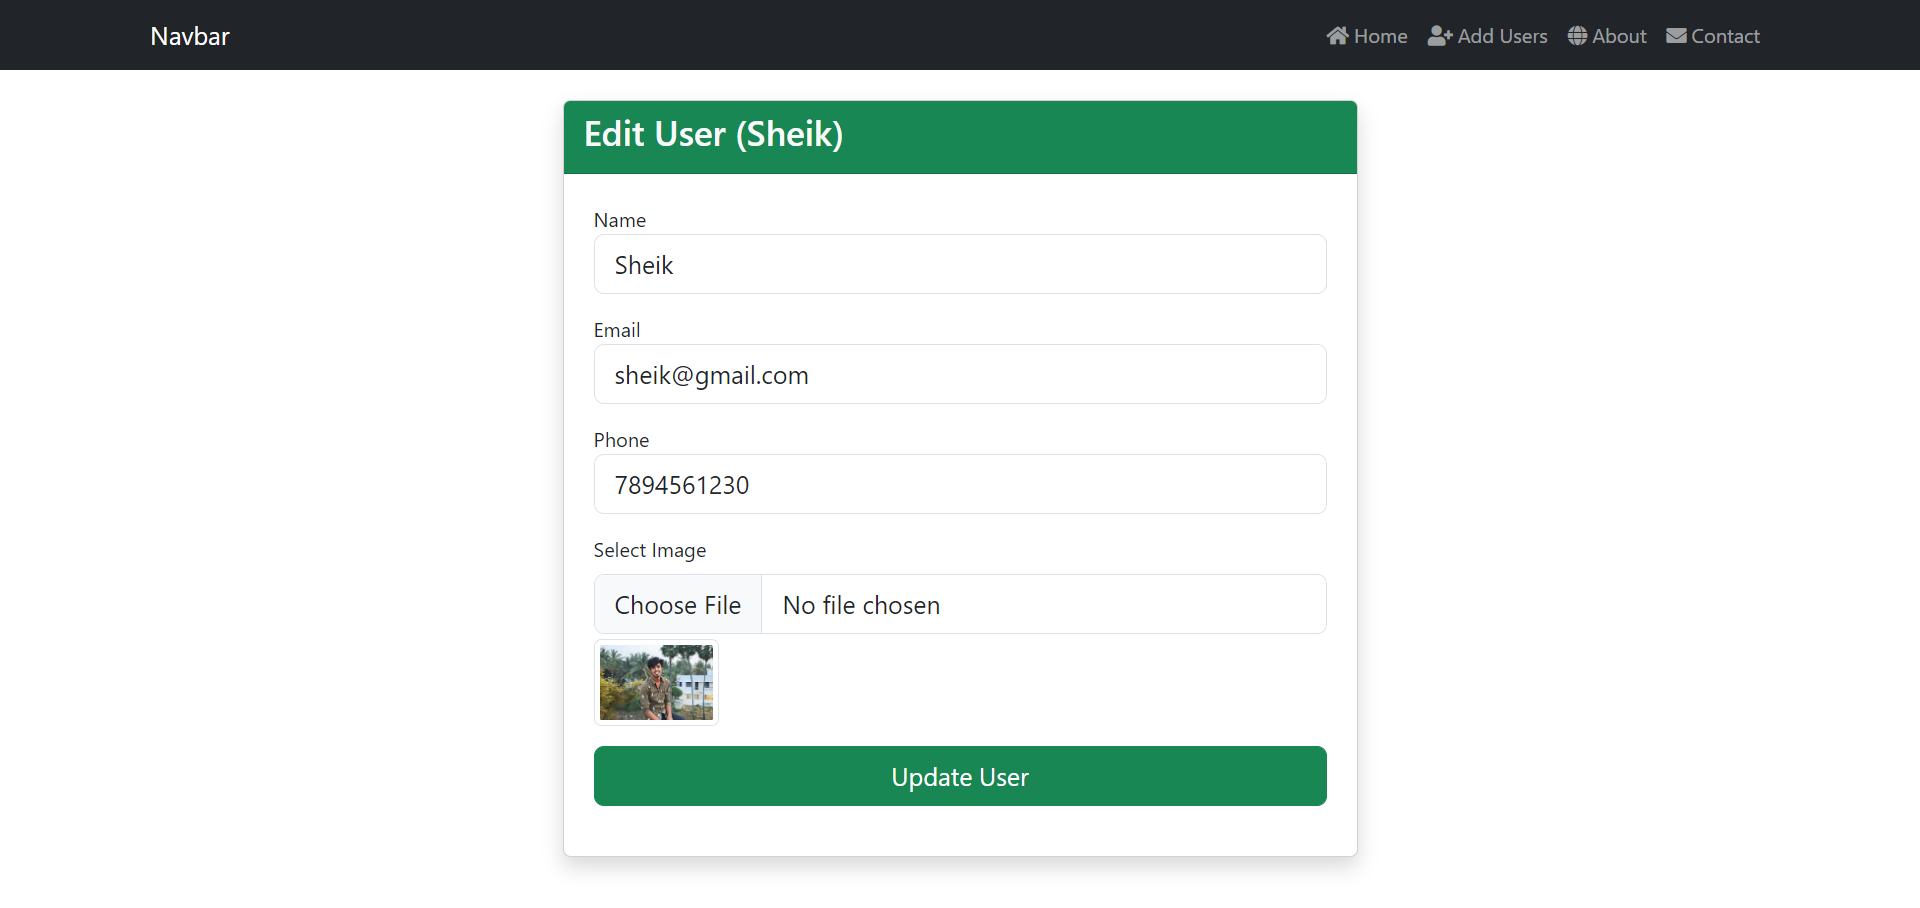 Navbar
Home Add Users About Contact
Edit User (Sheik)
Name
Sheik
Email
sheik@gmail.com
Phone
7894561230
Select Image
Choose File No file chosen
Update User